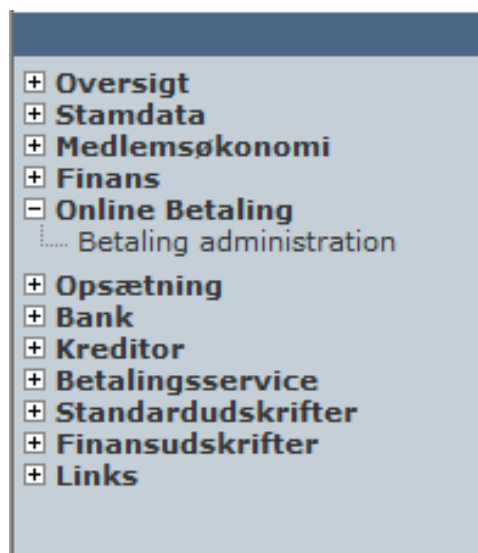 Oversigt
Stamdata
Medlemsøkonomi
Finans
Online Betaling
Betaling administration
Opsætning
Bank
Kreditor
Betalingsservice
Standardudskrifter
Finansudskrifter
Links